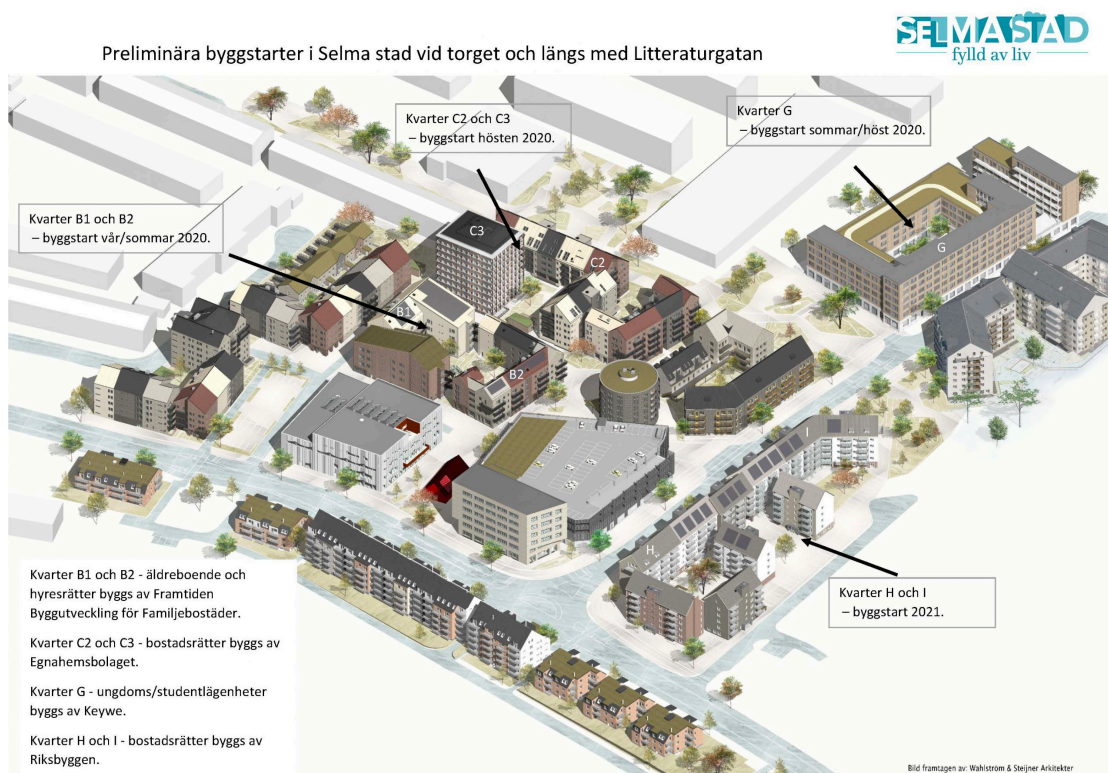 Preliminära byggstarter i Selma stad vid torget och längs med Litteraturgatan
SELMA STAD
fylld av liv
Kvarter C2 och C3
– byggstart hösten 2020.
Kvarter G
– byggstart sommar/höst 2020.
Kvarter B1 och B2
– byggstart vår/sommar 2020.
C3
C2
G
B1
B2
I
H
Kvarter H och I
– byggstart 2021.
Kvarter B1 och B2 - äldreboende och
hyresrätter byggs av Framtiden
Byggutveckling för Familjebostäder.
Kvarter C2 och C3 - bostadsrätter byggs av
Egnahemsbolaget.
Kvarter G - ungdoms/studentlägenheter
byggs av Keywe.
Kvarter H och I - bostadsrätter byggs av
Riksbyggen.
Bild framtagen av: Wahlström & Steijner Arkitekter